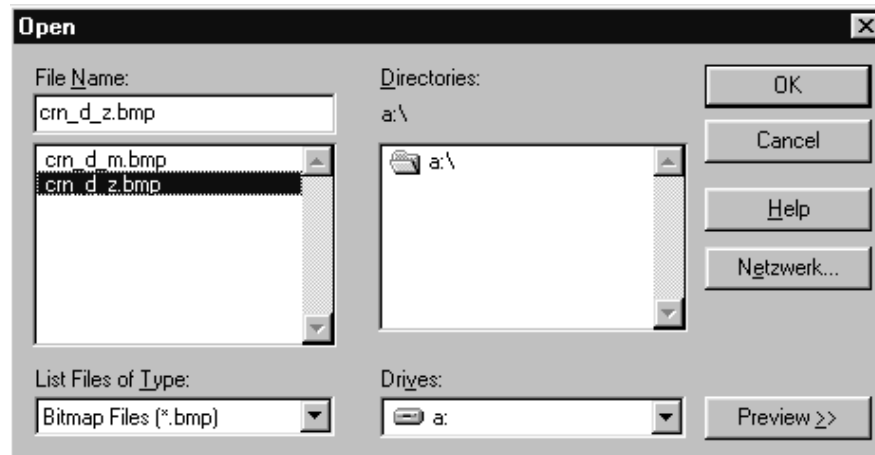 Open
File Name:
crn_d_z.bmp
crn_d_m.bmp
crn_d_z.bmp
Directories:
a:\
a:\
OK
Cancel
Help
Netzwerk...
List Files of Type:
Bitmap Files (*.bmp)
Drives:
a:
Preview >>